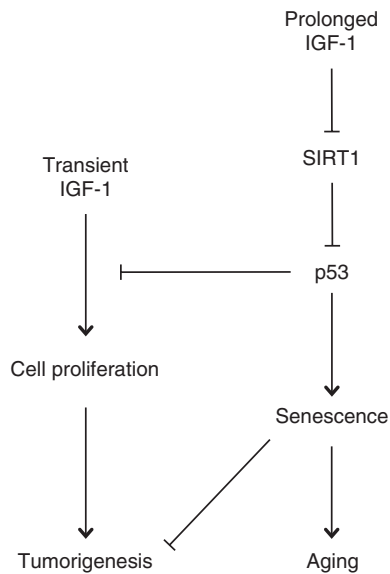 Prolonged
IGF-1
SIRT1
Transient
IGF-1
p53
Cell proliferation
Senescence
Tumorigenesis
Aging